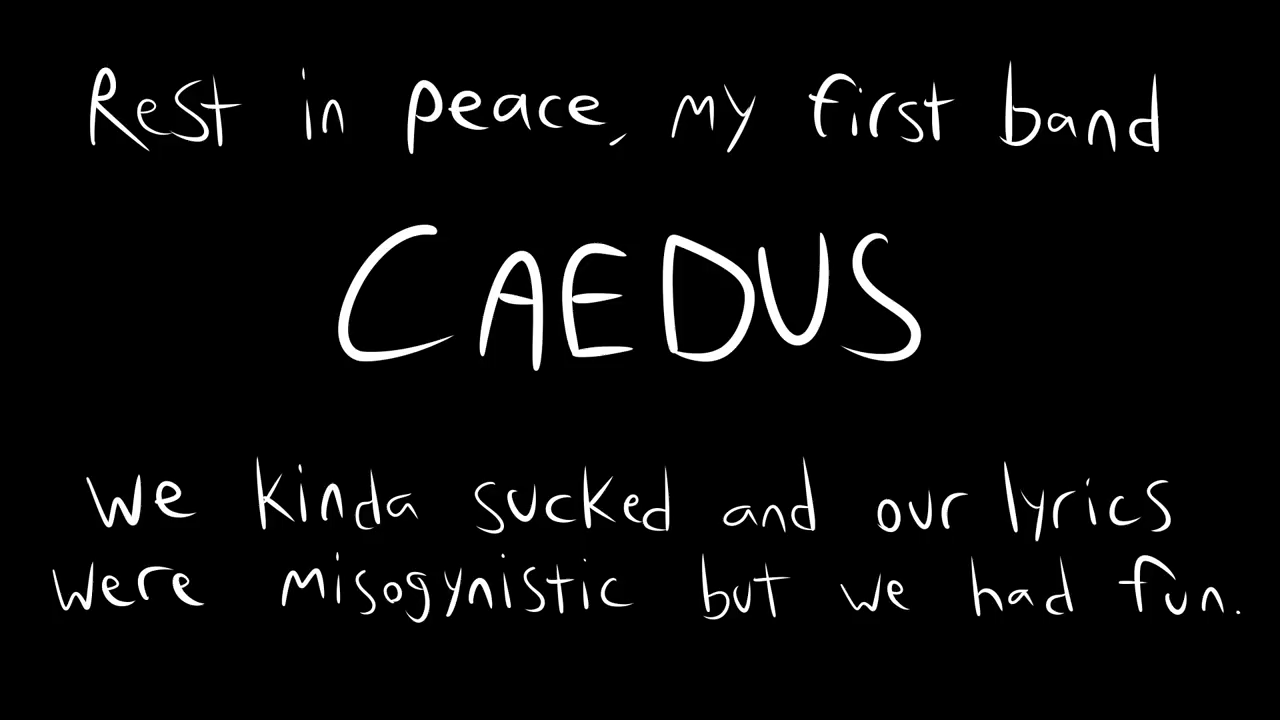 Rest in peace, my first band
CAEDUS
We kinda sucked and our lyrics
were misogynistic but we had fun.